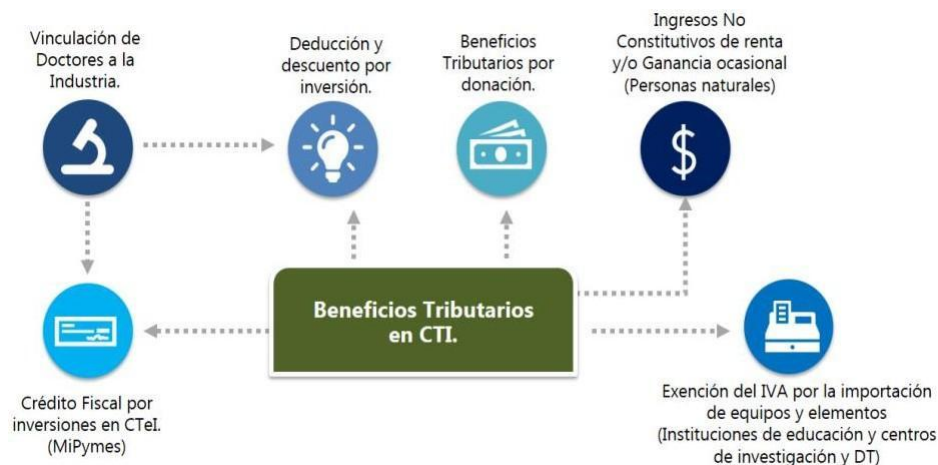 Vinculación de
Doctores a la
Industria.
Deducción y
descuento por
inversión.
Beneficios
Tributarios por
donación.
Ingresos No
Constitutivos de renta
y/o Ganancia ocasional
(Personas naturales)
Beneficios Tributarios
en CTI.
Crédito Fiscal por
inversiones en CTeI.
(MiPymes)
Exención del IVA por la importación
de equipos y elementos
(Instituciones de educación y centros
de investigación y DT)